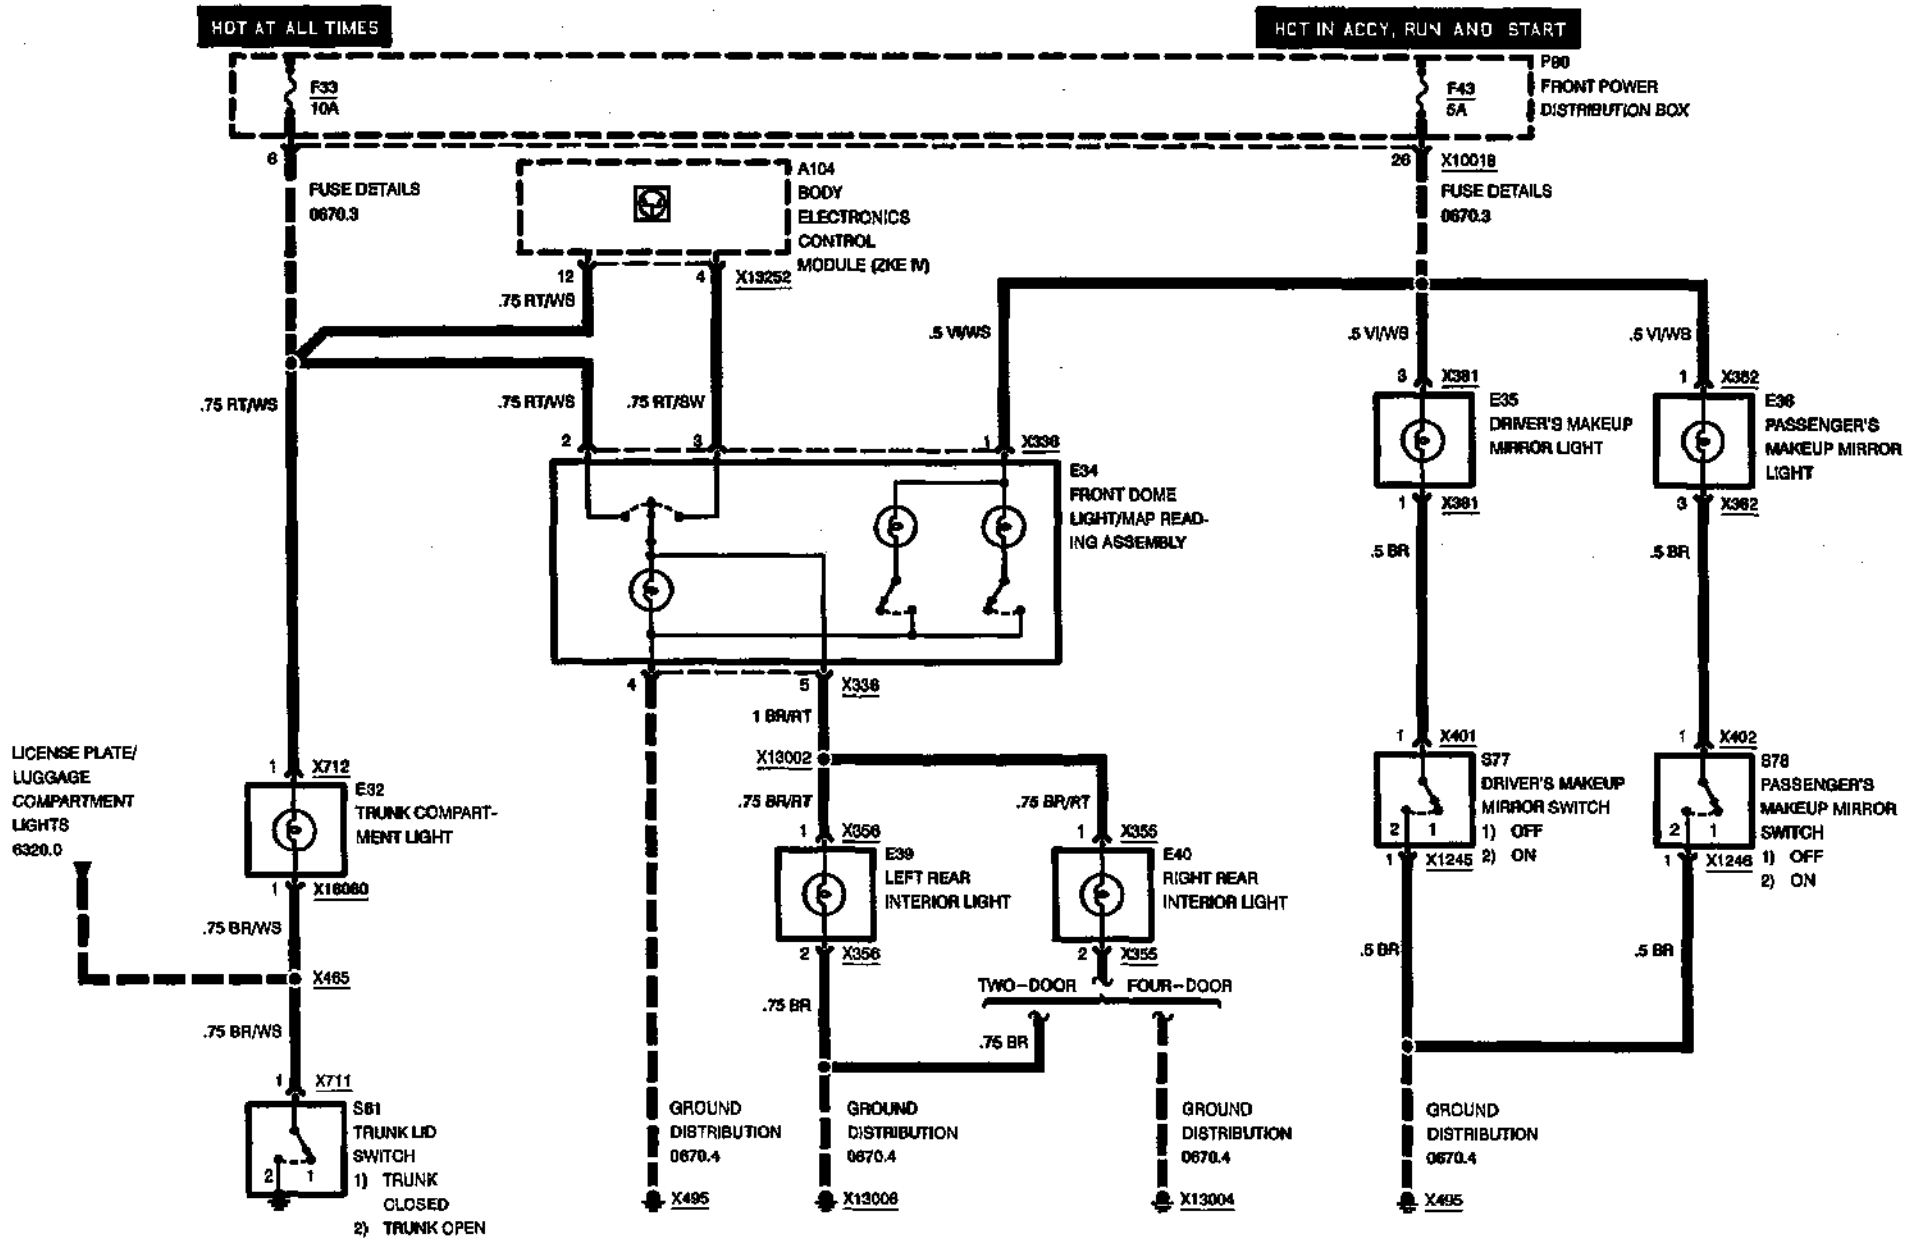 HOT AT ALL TIMES
HOT IN ACCY, RUN AND START
F33
10A
F43
5A
P90
FRONT POWER
DISTRIBUTION BOX
6
26
X10018
FUSE DETAILS
0670.3
FUSE DETAILS
0670.3
A104
BODY
ELECTRONICS
CONTROL
MODULE (ZKE IV)
12
4
X13252
.75 RT/WS
.5 VI/WS
.5 VI/WS
.5 VI/WS
.75 RT/WS
.75 RT/WS
.75 RT/SW
2
3
1
X336
3
X381
1
X382
E35
DRIVER'S MAKEUP
MIRROR LIGHT
E36
PASSENGER'S
MAKEUP MIRROR
LIGHT
E34
FRONT DOME
LIGHT/MAP READ-
ING ASSEMBLY
1
X381
3
X382
.5 BR
.5 BR
4
5
X336
1 BR/RT
X13002
.75 BR/RT
.75 BR/RT
1
X401
1
X402
S77
DRIVER'S MAKEUP
MIRROR SWITCH
1) OFF
2) ON
2
1
S78
PASSENGER'S
MAKEUP MIRROR
SWITCH
1) OFF
2) ON
2
1
1
X1245
1
X1246
LICENSE PLATE/
LUGGAGE
COMPARTMENT
LIGHTS
6320.0
1
X712
E32
TRUNK COMPART-
MENT LIGHT
1
X18060
.75 BR/WS
X465
.75 BR/WS
1
X356
1
X355
E39
LEFT REAR
INTERIOR LIGHT
E40
RIGHT REAR
INTERIOR LIGHT
2
X356
2
X355
TWO-DOOR
FOUR-DOOR
.75 BR
.75 BR
.5 BR
.5 BR
1
X711
S61
TRUNK LID
SWITCH
1) TRUNK
CLOSED
2) TRUNK OPEN
2
1
GROUND
DISTRIBUTION
0670.4
GROUND
DISTRIBUTION
0670.4
GROUND
DISTRIBUTION
0670.4
GROUND
DISTRIBUTION
0670.4
X495
X13006
X13004
X495